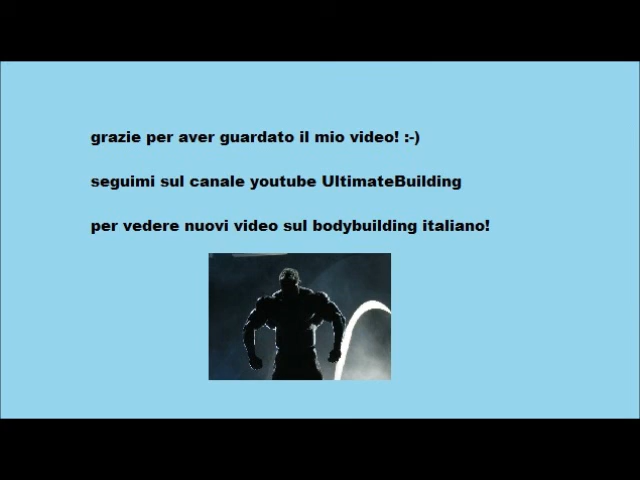 grazie per aver guardato il mio video! :-)
seguimi sul canale youtube UltimateBuilding
per vedere nuovi video sul bodybuilding italiano!